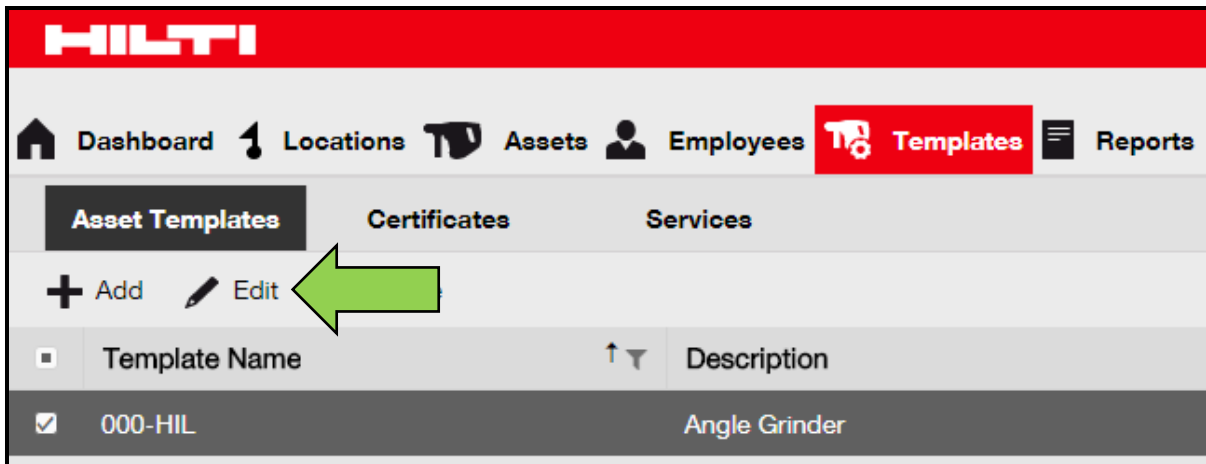 HILTI
Dashboard Locations Assets Employees Templates Reports
Asset Templates Certificates Services
Add Edit
Template Name Description
000-HIL Angle Grinder